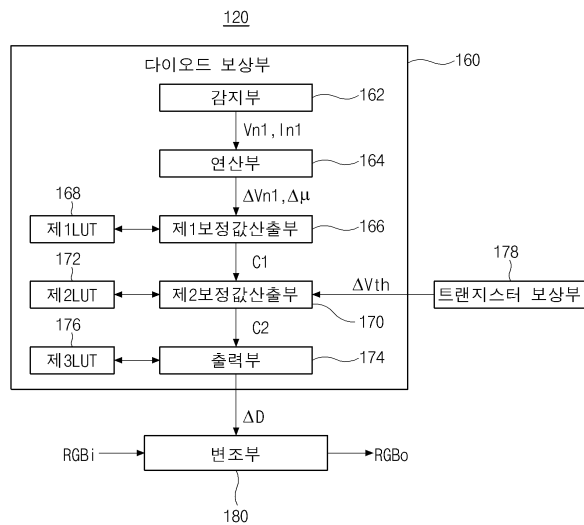 120
다이오드 보상부
160
감지부
162
Vn1, In1
연산부
164
ΔVn1, Δμ
168
제1LUT
제1보정값산출부
166
C1
172
제2LUT
제2보정값산출부
170
ΔVth
178
트랜지스터 보상부
C2
176
제3LUT
출력부
174
ΔD
RGBi
변조부
RGBo
180